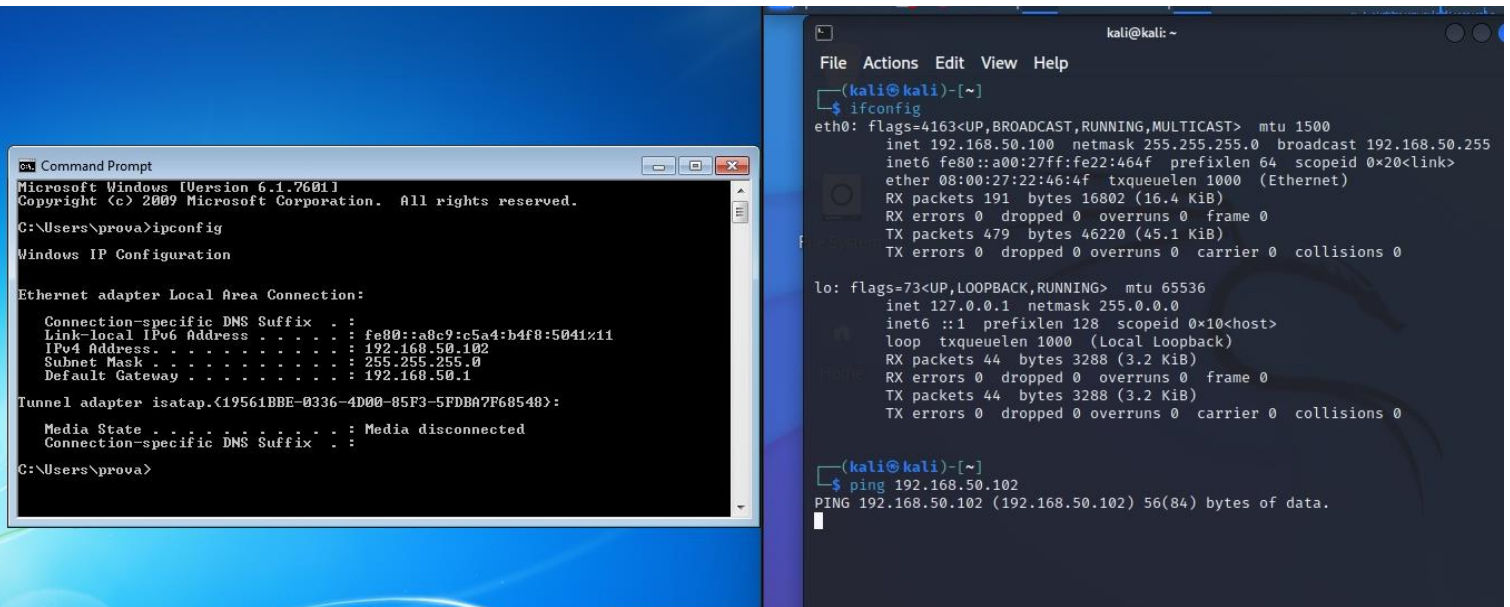 Command Prompt
Microsoft Windows [Version 6.1.7601]
Copyright (c) 2009 Microsoft Corporation.  All rights reserved.
C:\Users\prova>ipconfig
Windows IP Configuration
Ethernet adapter Local Area Connection:
Connection-specific DNS Suffix  . :
Link-local IPv6 Address . . . . . : fe80::a8c9:c5a4:b4f8:5041%11
IPv4 Address. . . . . . . . . . . : 192.168.50.102
Subnet Mask . . . . . . . . . . . : 255.255.255.0
Default Gateway . . . . . . . . . : 192.168.50.1
Tunnel adapter isatap.{19561BBE-0336-4D00-85F3-5FDBA7F68548}:
Media State . . . . . . . . . . . : Media disconnected
Connection-specific DNS Suffix  . :
C:\Users\prova>
kali@kali: ~
File Actions Edit View Help
(kali㉿kali)-[~]
$ ifconfig
eth0: flags=4163<UP,BROADCAST,RUNNING,MULTICAST>  mtu 1500
inet 192.168.50.100  netmask 255.255.255.0  broadcast 192.168.50.255
inet6 fe80::a00:27ff:fe22:464f  prefixlen 64  scopeid 0×20<link>
ether 08:00:27:22:46:4f  txqueuelen 1000  (Ethernet)
RX packets 191  bytes 16802 (16.4 KiB)
RX errors 0  dropped 0  overruns 0  frame 0
TX packets 479  bytes 46220 (45.1 KiB)
TX errors 0  dropped 0 overruns 0  carrier 0  collisions 0
lo: flags=73<UP,LOOPBACK,RUNNING>  mtu 65536
inet 127.0.0.1  netmask 255.0.0.0
inet6 ::1  prefixlen 128  scopeid 0×10<host>
loop  txqueuelen 1000  (Local Loopback)
RX packets 44  bytes 3288 (3.2 KiB)
RX errors 0  dropped 0  overruns 0  frame 0
TX packets 44  bytes 3288 (3.2 KiB)
TX errors 0  dropped 0 overruns 0  carrier 0  collisions 0
(kali㉿kali)-[~]
$ ping 192.168.50.102
PING 192.168.50.102 (192.168.50.102) 56(84) bytes of data.
File System
Home